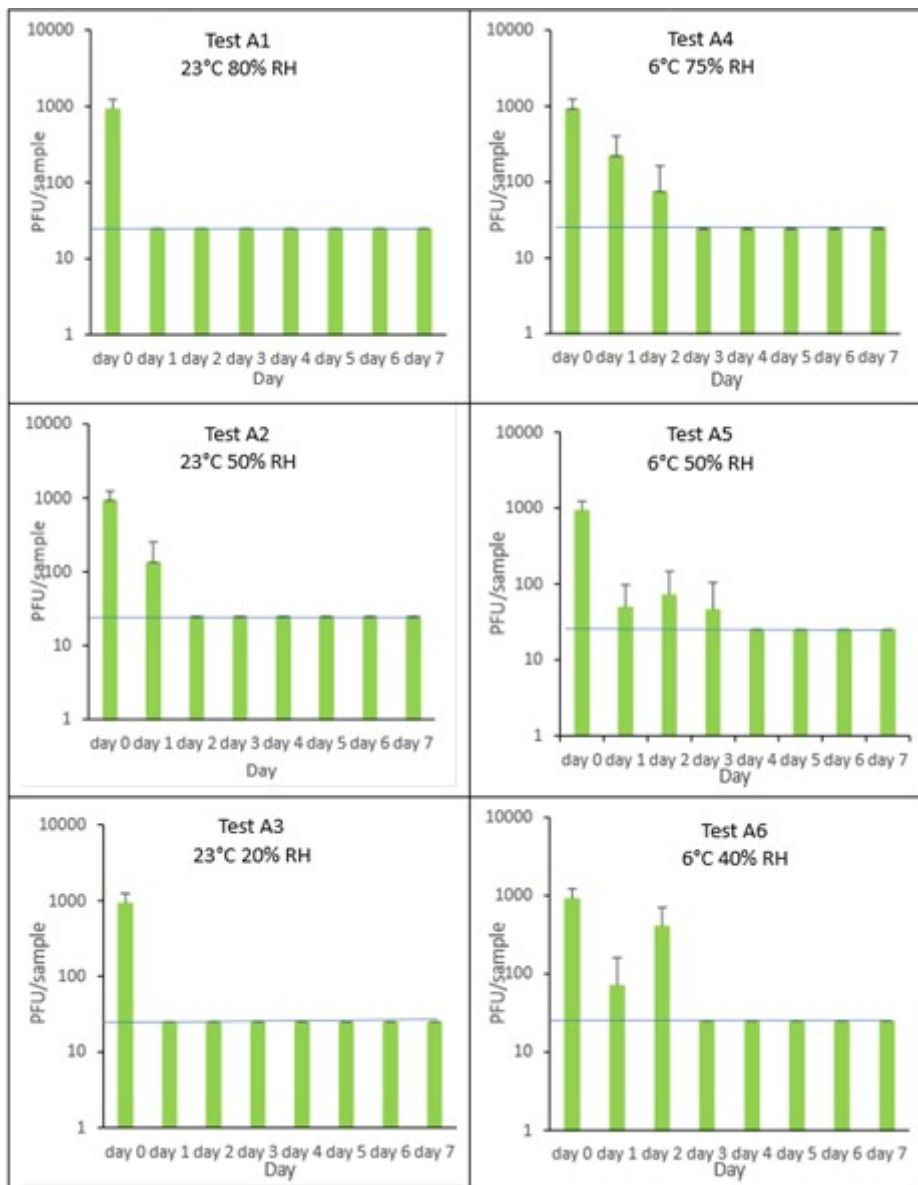 Test A1
23°C 80% RH
PFU/sample
10000
1000
100
10
1
day 0 day 1 day 2 day 3 day 4 day 5 day 6 day 7
Day
Test A4
6°C 75% RH
PFU/sample
10000
1000
100
10
1
day 0 day 1 day 2 day 3 day 4 day 5 day 6 day 7
Day
Test A2
23°C 50% RH
PFU/sample
10000
1000
100
10
1
day 0 day 1 day 2 day 3 day 4 day 5 day 6 day 7
Day
Test A5
6°C 50% RH
PFU/sample
10000
1000
100
10
1
day 0 day 1 day 2 day 3 day 4 day 5 day 6 day 7
Day
Test A3
23°C 20% RH
PFU/sample
10000
1000
100
10
1
day 0 day 1 day 2 day 3 day 4 day 5 day 6 day 7
Day
Test A6
6°C 40% RH
PFU/sample
10000
1000
100
10
1
day 0 day 1 day 2 day 3 day 4 day 5 day 6 day 7
Day